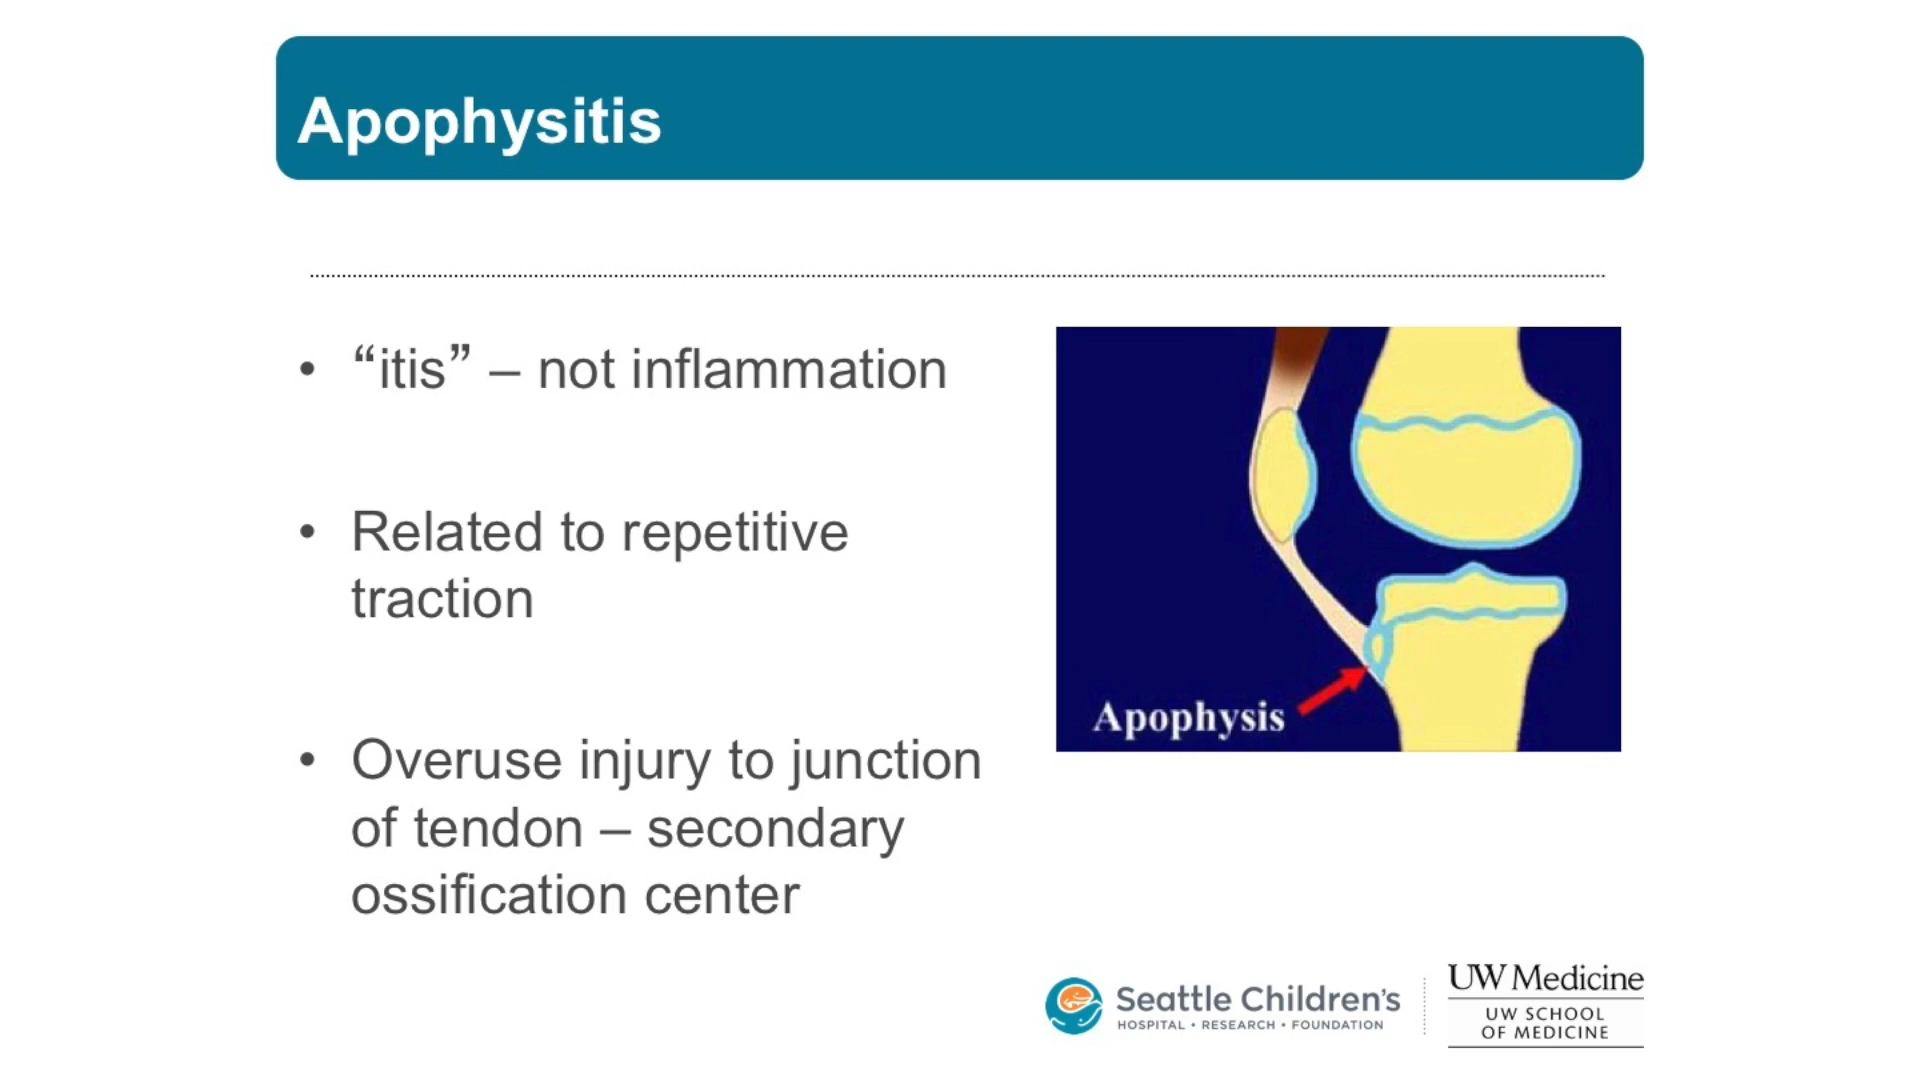 Apophysitis
• “itis” – not inflammation
• Related to repetitive
traction
• Overuse injury to junction
of tendon – secondary
ossification center
Apophysis
Seattle Children's
HOSPITAL • RESEARCH • FOUNDATION
UW Medicine
UW SCHOOL
OF MEDICINE